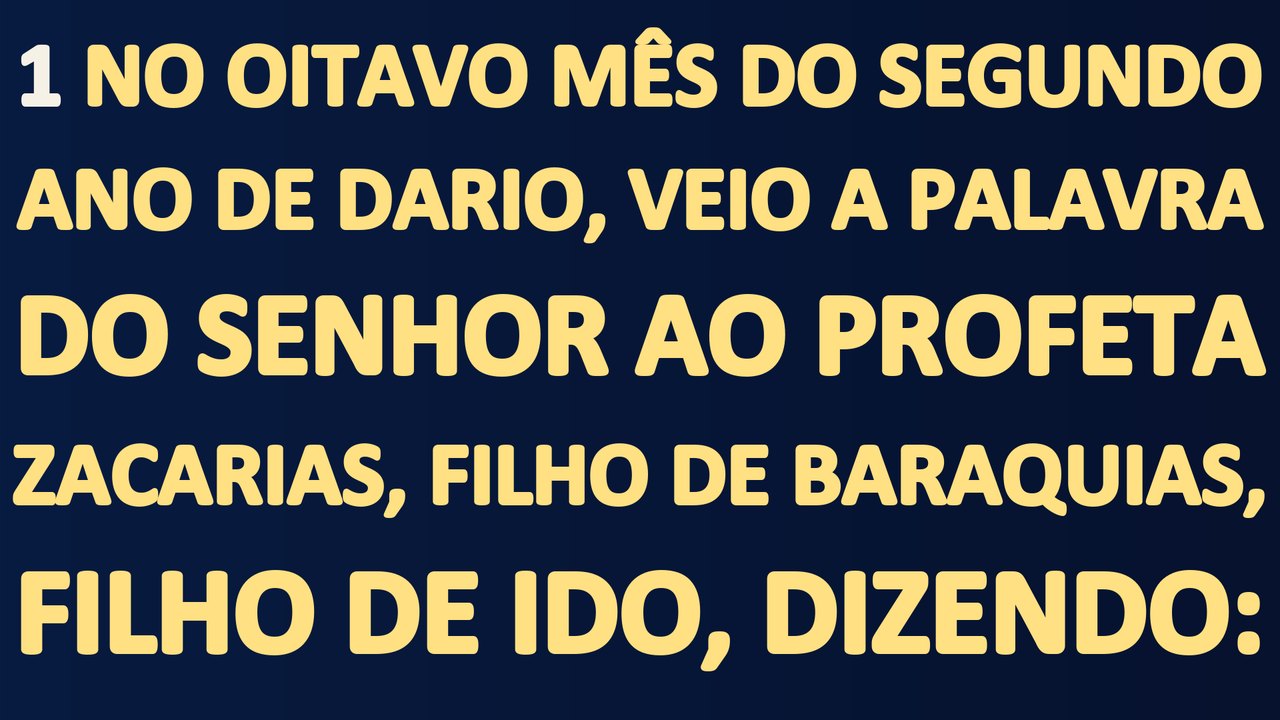 1 NO OITAVO MÊS DO SEGUNDO
ANO DE DARIO, VEIO A PALAVRA
DO SENHOR AO PROFETA
ZACARIAS, FILHO DE BARAQUIAS,
FILHO DE IDO, DIZENDO: